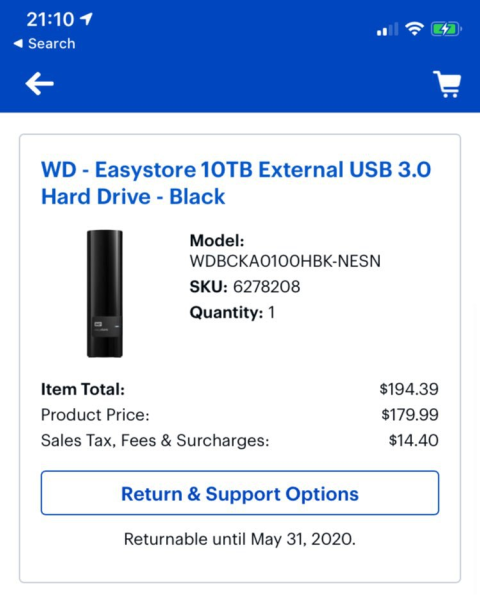 21:10
Search
WD - Easystore 10TB External USB 3.0
Hard Drive - Black
Model:
WDBCKA0100HBK-NESN
SKU: 6278208
Quantity: 1
Item Total: $194.39
Product Price: $179.99
Sales Tax, Fees & Surcharges: $14.40
Return & Support Options
Returnable until May 31, 2020.